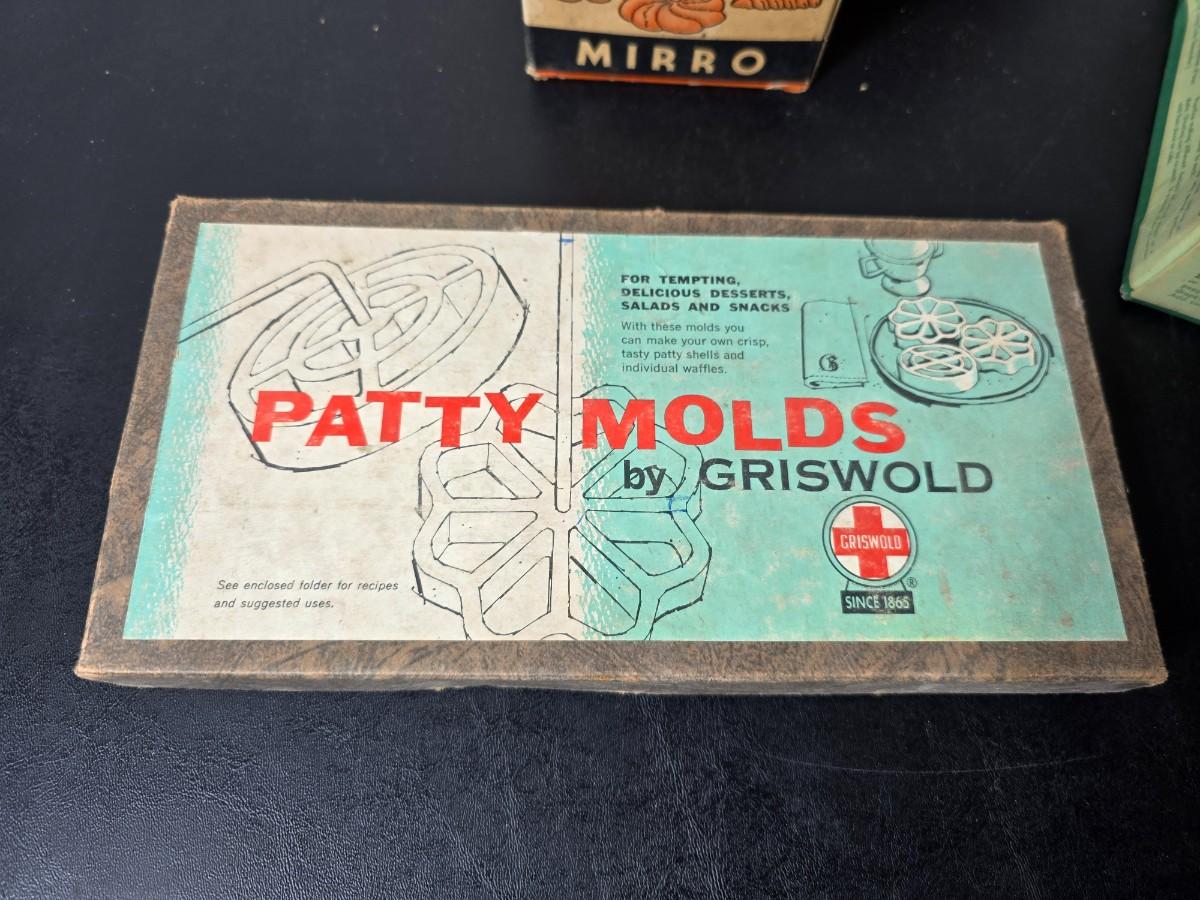 MIRRO
FOR TEMPTING,
DELICIOUS DESSERTS,
SALADS AND SNACKS
With these molds you
can make your own crisp,
tasty patty shells and
individual waffles.
G
PATTY MOLDS
by GRISWOLD
GRISWOLD
®
SINCE 1865
See enclosed folder for recipes
and suggested uses.